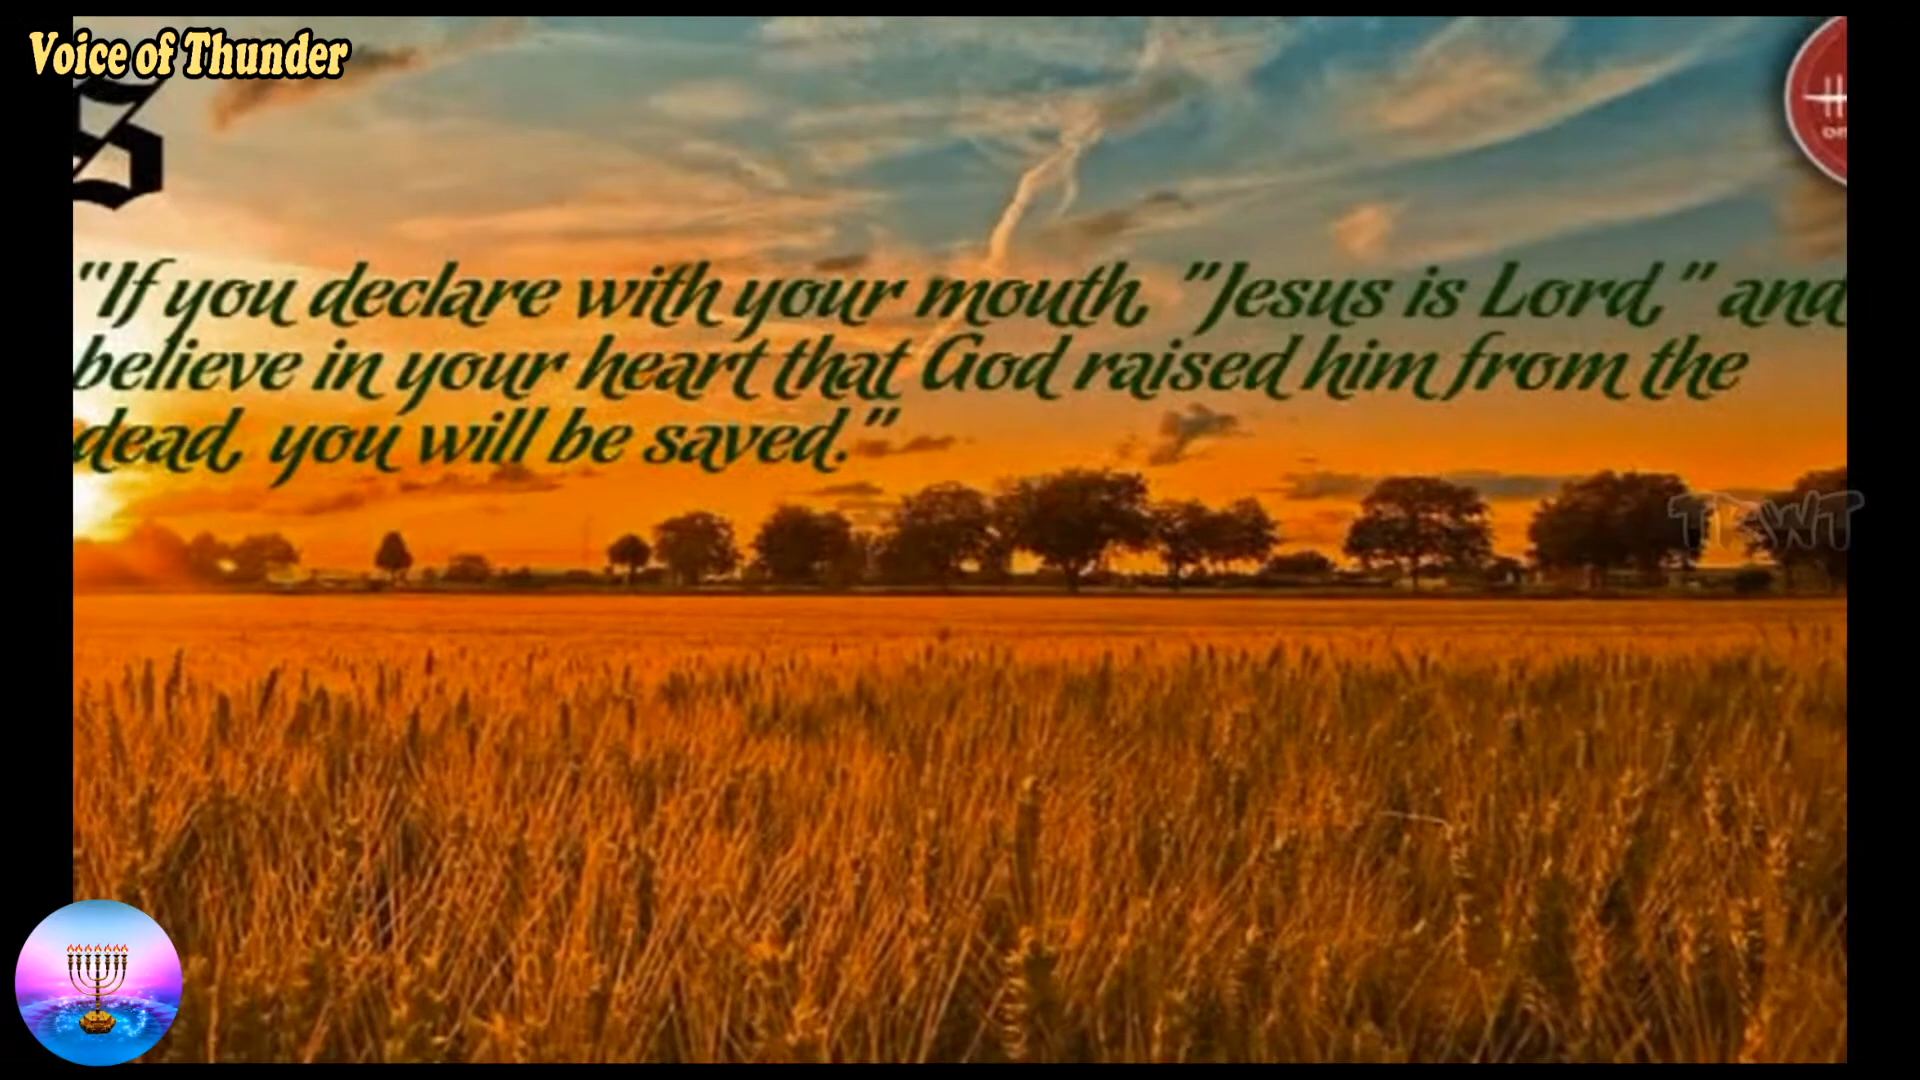 Voice of Thunder
S
"If you declare with your mouth, "Jesus is Lord," and
believe in your heart that God raised him from the
dead, you will be saved."